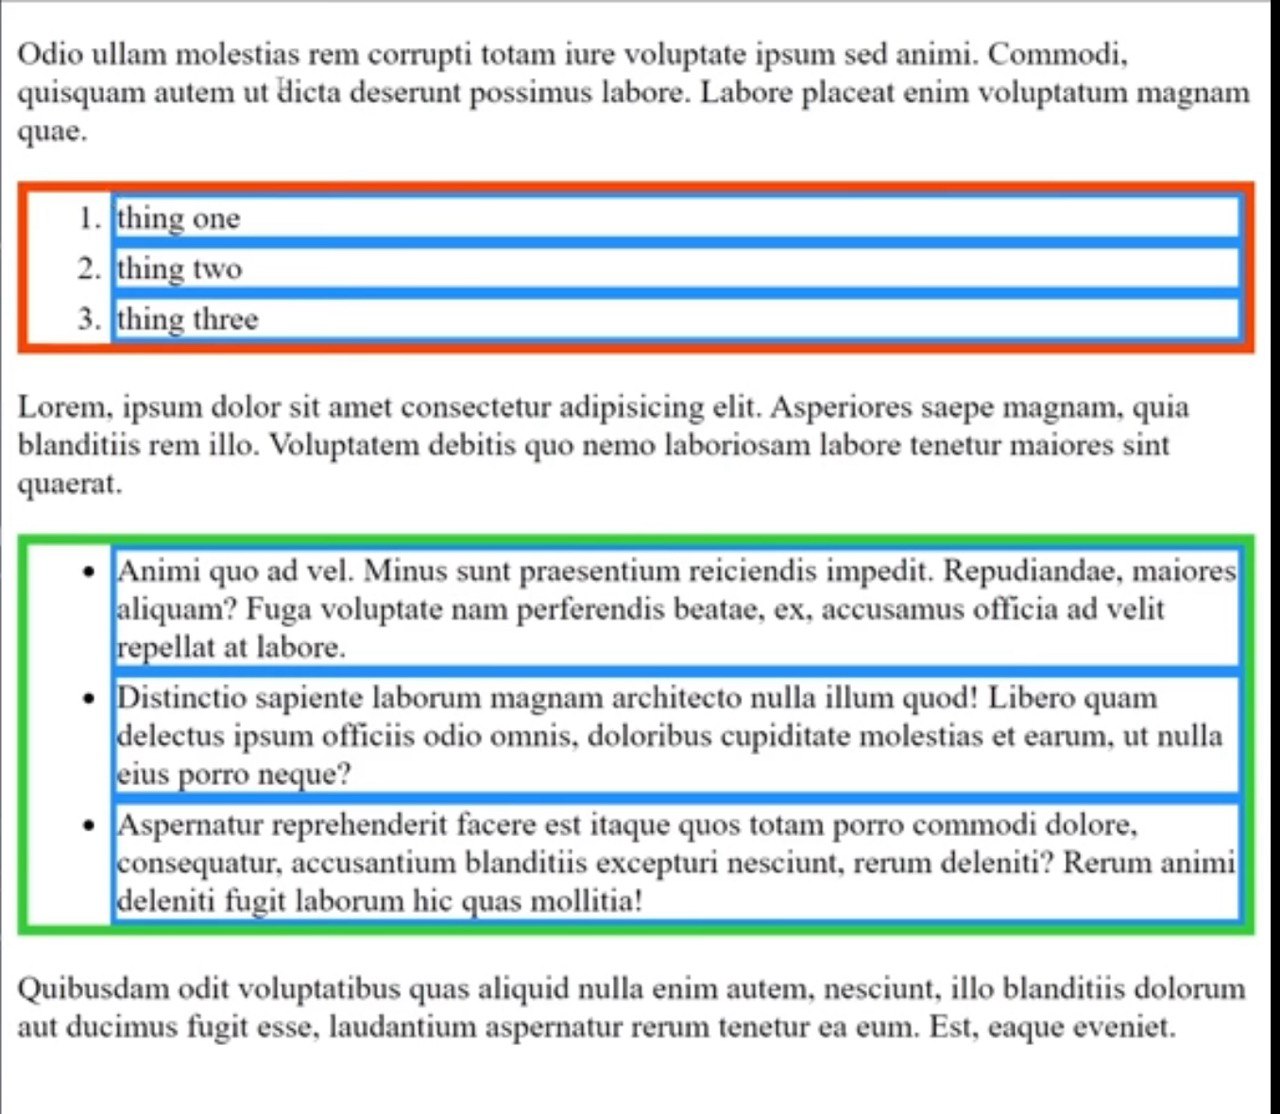 Odio ullam molestias rem corrupti totam iure voluptate ipsum sed animi. Commodi,
quisquam autem ut dicta deserunt possimus labore. Labore placeat enim voluptatum magnam
quae.
1. thing one
2. thing two
3. thing three
Lorem, ipsum dolor sit amet consectetur adipisicing elit. Asperiores saepe magnam, quia
blanditiis rem illo. Voluptatem debitis quo nemo laboriosam labore tenetur maiores sint
quaerat.
• Animi quo ad vel. Minus sunt praesentium reiciendis impedit. Repudiandae, maiores
aliquam? Fuga voluptate nam perferendis beatae, ex, accusamus officia ad velit
repellat at labore.
• Distinctio sapiente laborum magnam architecto nulla illum quod! Libero quam
delectus ipsum officiis odio omnis, doloribus cupiditate molestias et earum, ut nulla
eius porro neque?
• Aspernatur reprehenderit facere est itaque quos totam porro commodi dolore,
consequatur, accusantium blanditiis excepturi nesciunt, rerum deleniti? Rerum animi
deleniti fugit laborum hic quas mollitia!
Quibusdam odit voluptatibus quas aliquid nulla enim autem, nesciunt, illo blanditiis dolorum
aut ducimus fugit esse, laudantium aspernatur rerum tenetur ea eum. Est, eaque eveniet.